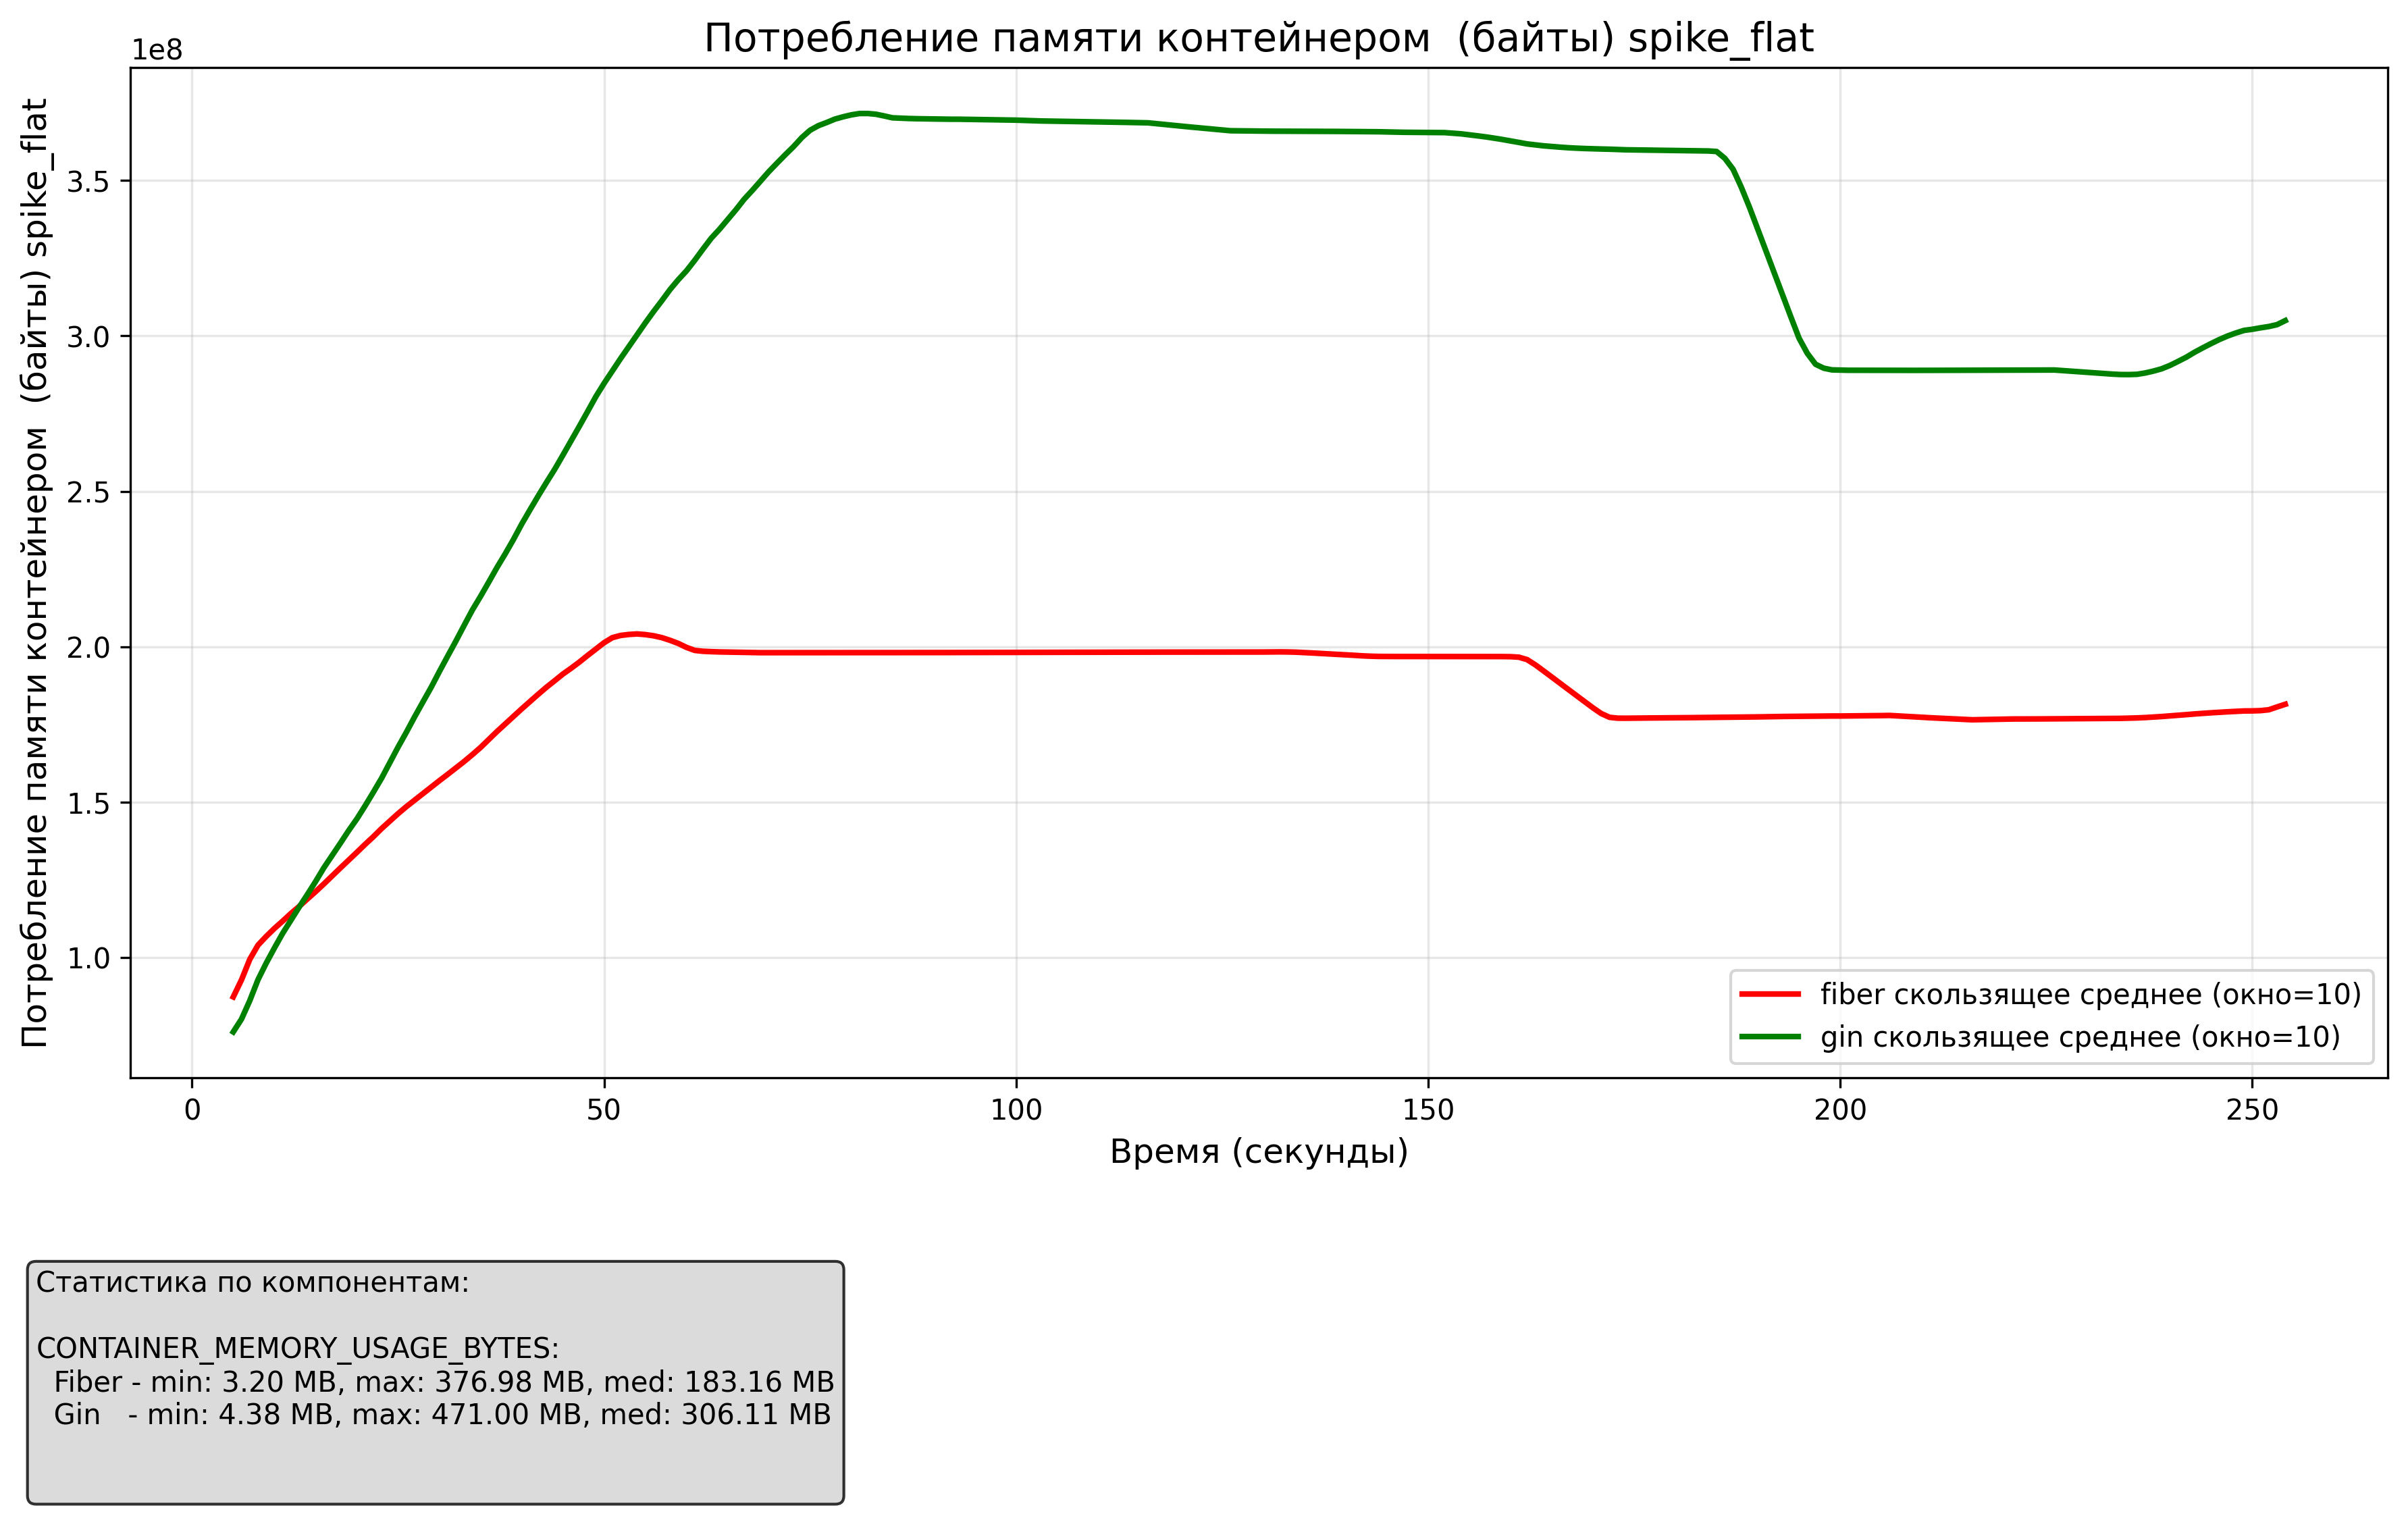 Потребление памяти контейнером  (байты) spike_flat
1e8
Потребление памяти контейнером  (байты) spike_flat
3.5
3.0
2.5
2.0
1.5
1.0
0 50 100 150 200 250
Время (секунды)
fiber скользящее среднее (окно=10)
gin скользящее среднее (окно=10)
Статистика по компонентам:
CONTAINER_MEMORY_USAGE_BYTES:
Fiber - min: 3.20 MB, max: 376.98 MB, med: 183.16 MB
Gin   - min: 4.38 MB, max: 471.00 MB, med: 306.11 MB